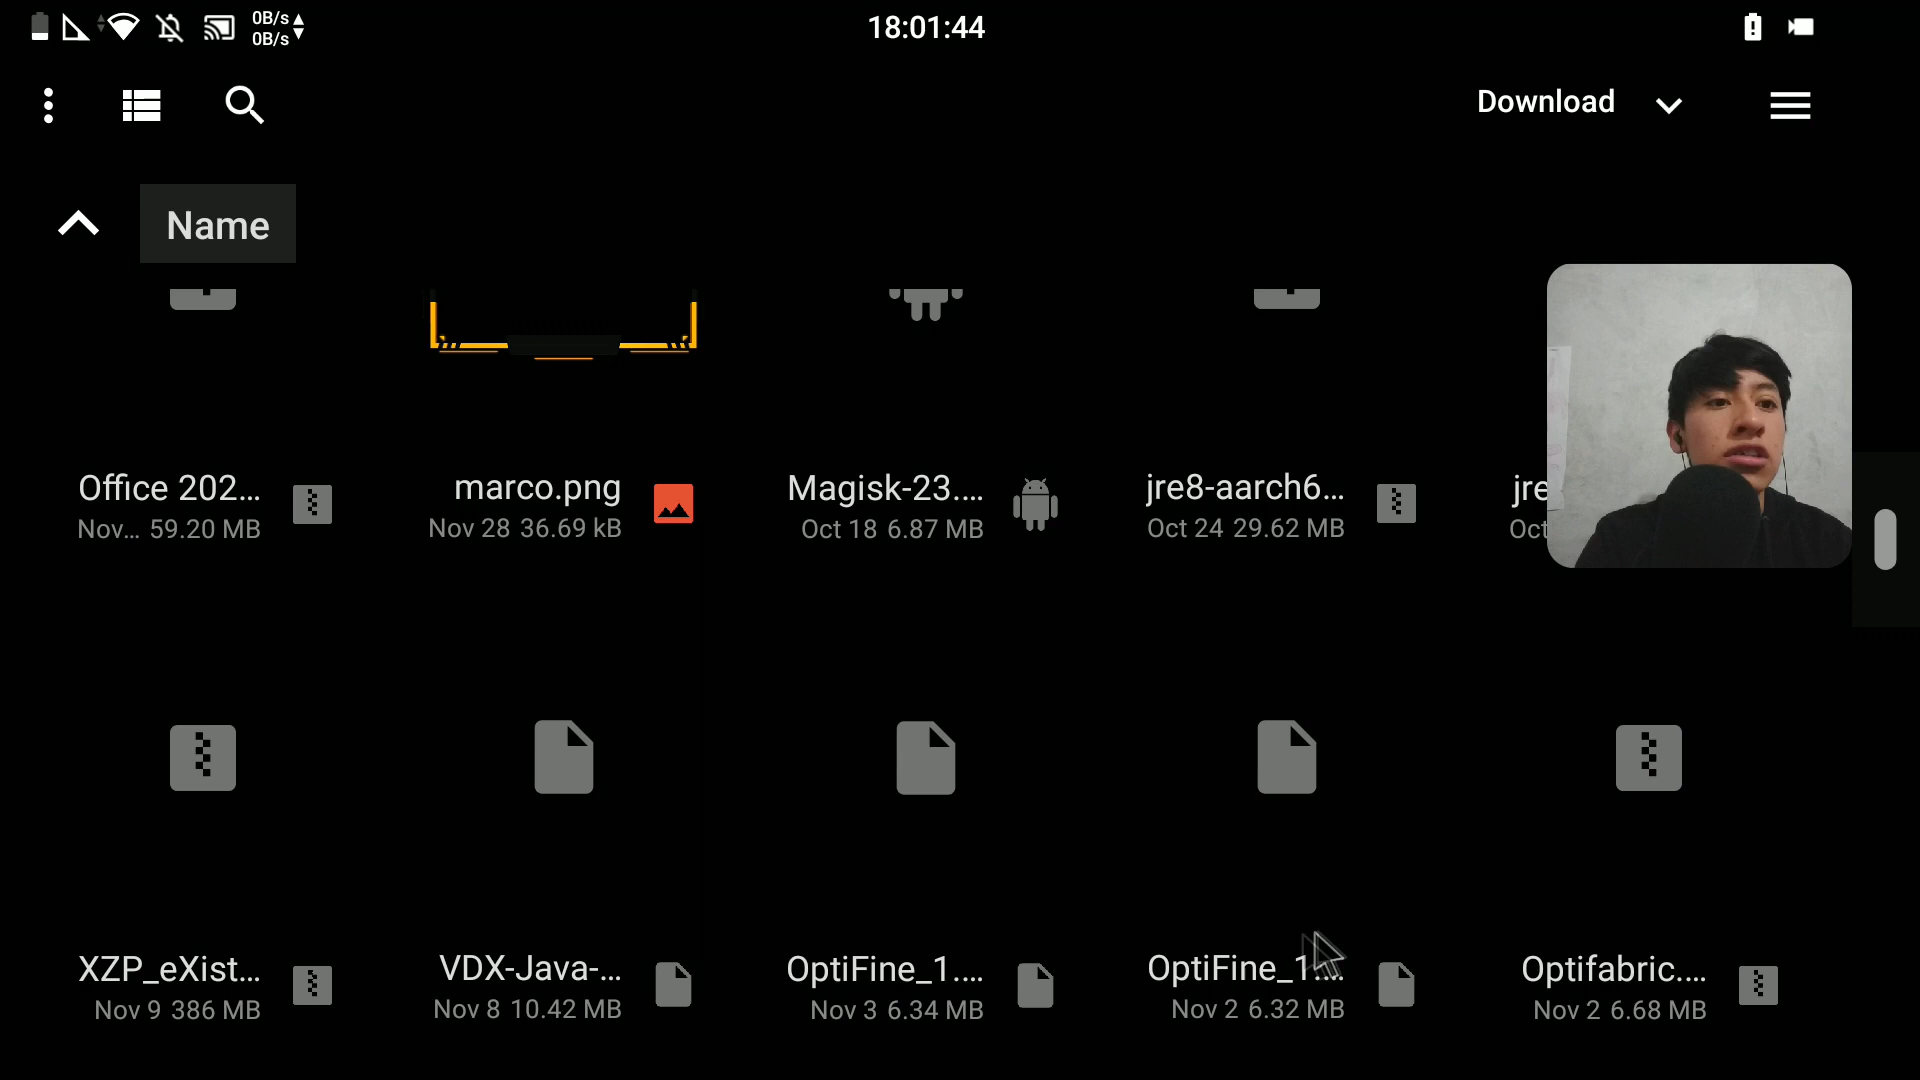 0B/s
0B/s
18:01:44
Download
Name
Office 202...
Nov... 59.20 MB
marco.png
Nov 28 36.69 kB
Magisk-23....
Oct 18 6.87 MB
jre8-aarch6...
Oct 24 29.62 MB
jre
Oct
XZP_eXist...
Nov 9 386 MB
VDX-Java-...
Nov 8 10.42 MB
OptiFine_1....
Nov 3 6.34 MB
OptiFine_1....
Nov 2 6.32 MB
Optifabric....
Nov 2 6.68 MB